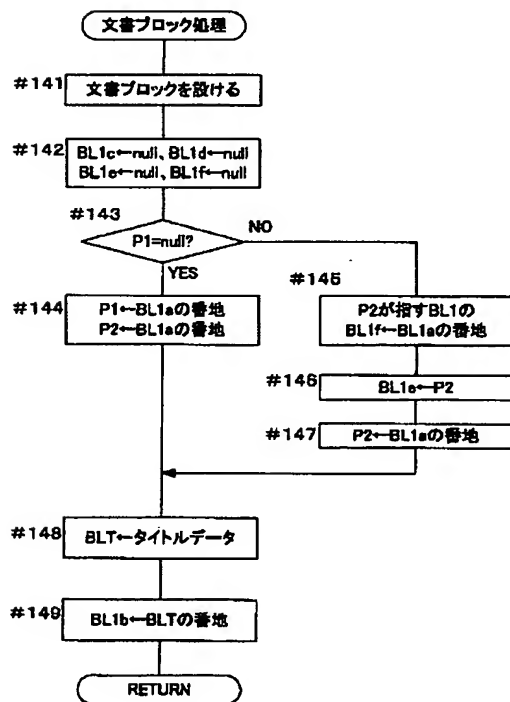 文書ブロック処理
#141
文書ブロックを設ける
#142
BL1c←null、BL1d←null
BL1e←null、BL1f←null
#143
P1=null?
NO
YES
#144
P1←BL1aの番地
P2←BL1aの番地
#145
P2が指すBL1の
BL1f←BL1aの番地
#146
BL1e←P2
#147
P2←BL1aの番地
#148
BLT←タイトルデータ
#149
BL1b←BLTの番地
RETURN